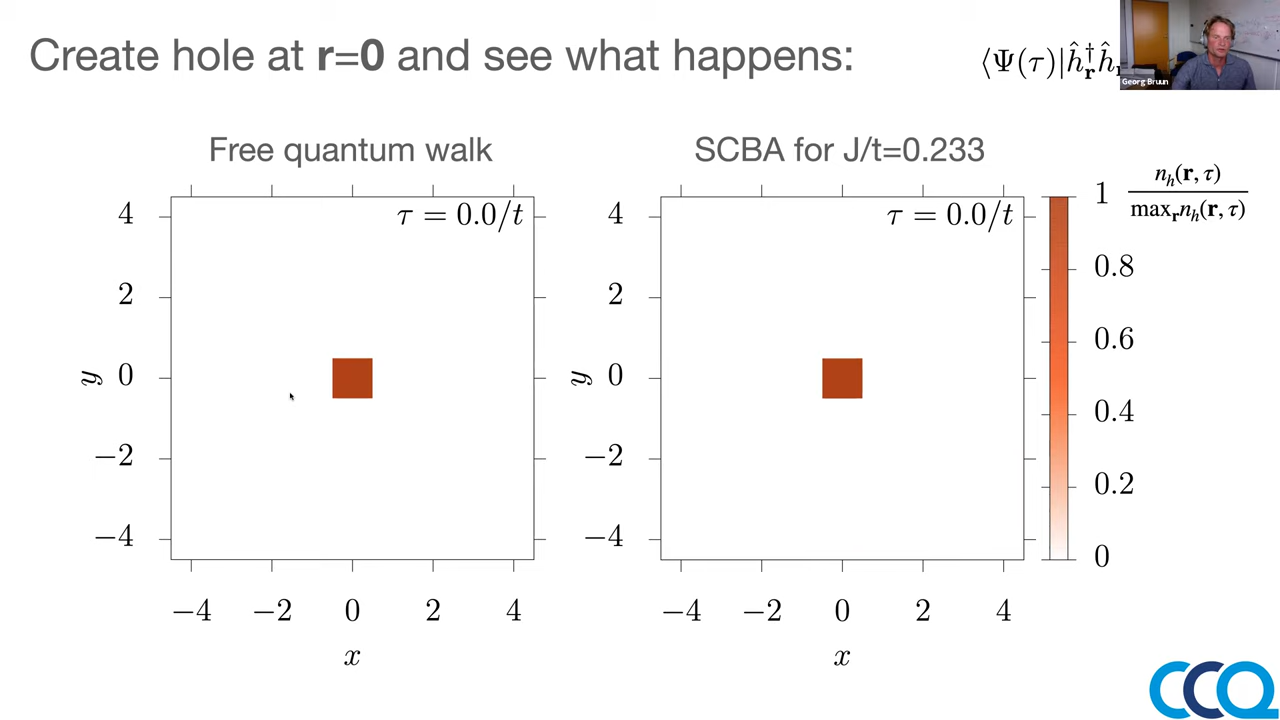 Create hole at r=0 and see what happens:
⟨Ψ(τ)|ĥ†_r ĥ
Georg Bruun
Free quantum walk
SCBA for J/t=0.233
τ = 0.0/t
τ = 0.0/t
4
2
0
−2
−4
y
−4 −2 0 2 4
x
4
2
0
−2
−4
y
−4 −2 0 2 4
x
1
0.8
0.6
0.4
0.2
0
n_h(r, τ)
max_r n_h(r, τ)
CCQ